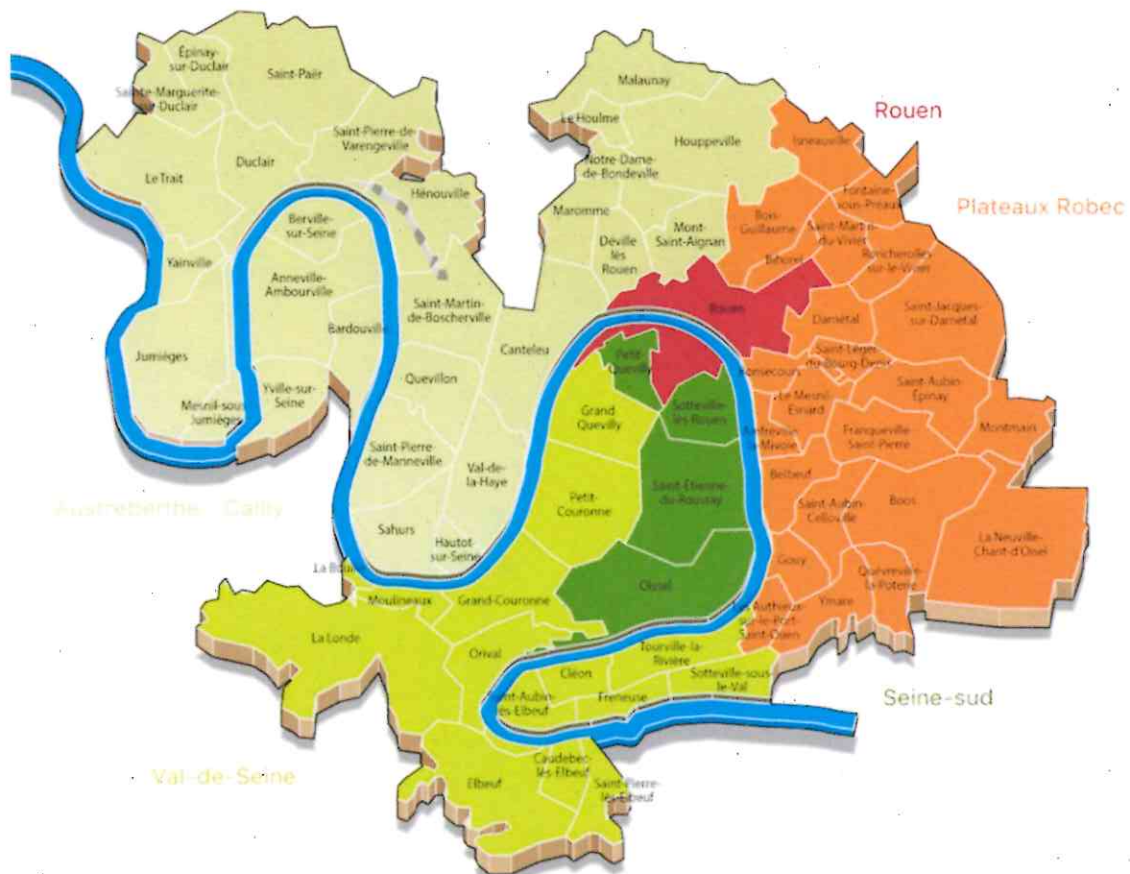 Épinay-
sur-Duclair
Saint-Paër
Sainte-Marguerite-
sur-Duclair
Saint-Pierre-de-
Varengeville
Duclair
Le Trait
Hénouville
Berville-
sur-Seine
Yainville
Anneville-
Ambourville
Bardouville
Saint-Martin-
de-Boscherville
Jumièges
Yville-sur-
Seine
Mesnil-sous-
Jumièges
Quevillon
Saint-Pierre-
de-Manneville
Val-de-
la-Haye
Sahurs
Hautot-
sur-Seine
Canteleu
Malaunay
Le Houlme
Houppeville
Notre-Dame-
de-Bondeville
Maromme
Mont-
Saint-Aignan
Déville
lès
Rouen
Rouen
Isneauville
Fontaine-
sous-Préaux
Plateaux Robec
Bois-
Guillaume
Saint-Martin-
du-Vivier
Bihorel
Roncherolles-
sur-le-Vivier
Rouen
Darnétal
Saint-Jacques-
sur-Darnétal
Saint-Léger-
du-Bourg-Denis
Bonsecours
Saint-Aubin-
Épinay
Le Mesnil-
Esnard
Montmain
Amfreville-
la-Mivoie
Franqueville-
Saint-Pierre
Belbeuf
Saint-Aubin-
Celloville
Boos
La Neuville-
Chant-d'Oisel
Gouy
Quévreville-
la-Poterie
Ymare
Les Authieux-
sur-le-Port-
Saint-Ouen
Petit-
Quevilly
Grand
Quevilly
Sotteville-
lès-Rouen
Petit-
Couronne
Saint-Étienne-
du-Rouvray
Oissel
Austreberthe - Cailly
La Bouille
Moulineaux
Grand-Couronne
La Londe
Orival
Tourville-la-
Rivière
Cléon
Sotteville-sous-
le-Val
Saint-Aubin-
lès-Elbeuf
Freneuse
Seine-sud
Val-de-Seine
Elbeuf
Caudebec-
lès-Elbeuf
Saint-Pierre-
lès-Elbeuf